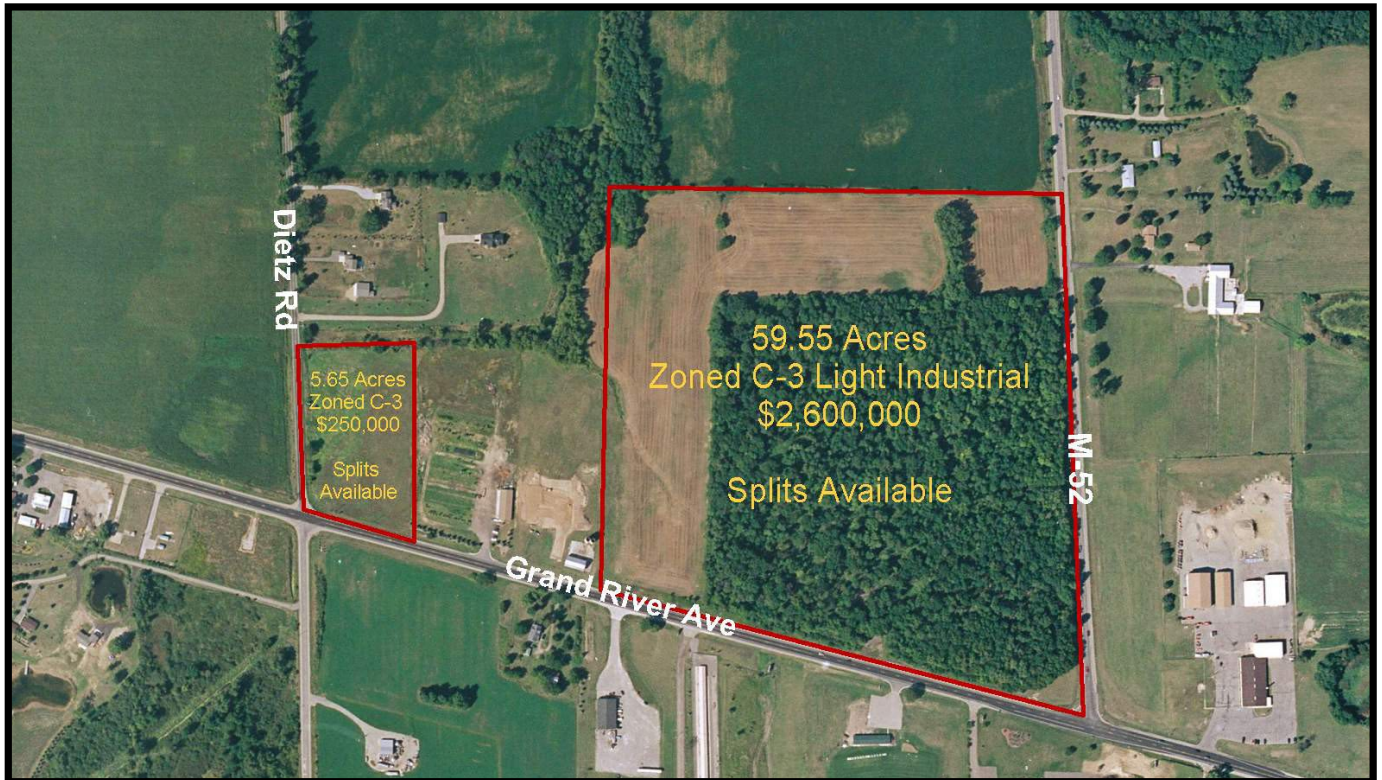 Dietz Rd
5.65 Acres
Zoned C-3
$250,000
Splits
Available
59.55 Acres
Zoned C-3 Light Industrial
$2,600,000
Splits Available
M-52
Grand River Ave